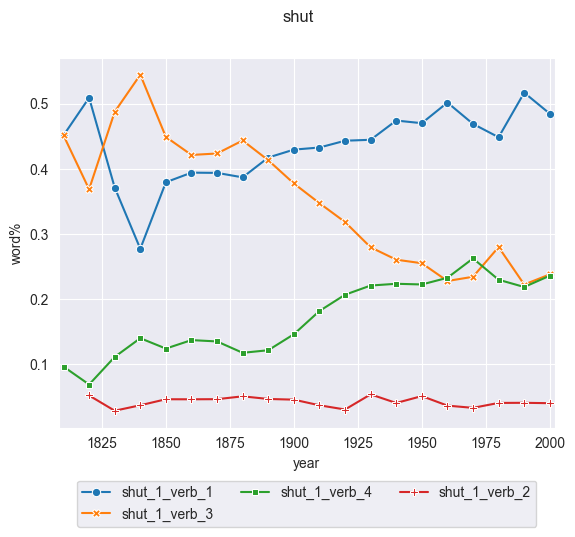 shut
0.5
0.4
0.3
0.2
0.1
word%
1825 1850 1875 1900 1925 1950 1975 2000
year
shut_1_verb_1 shut_1_verb_4 shut_1_verb_2
shut_1_verb_3